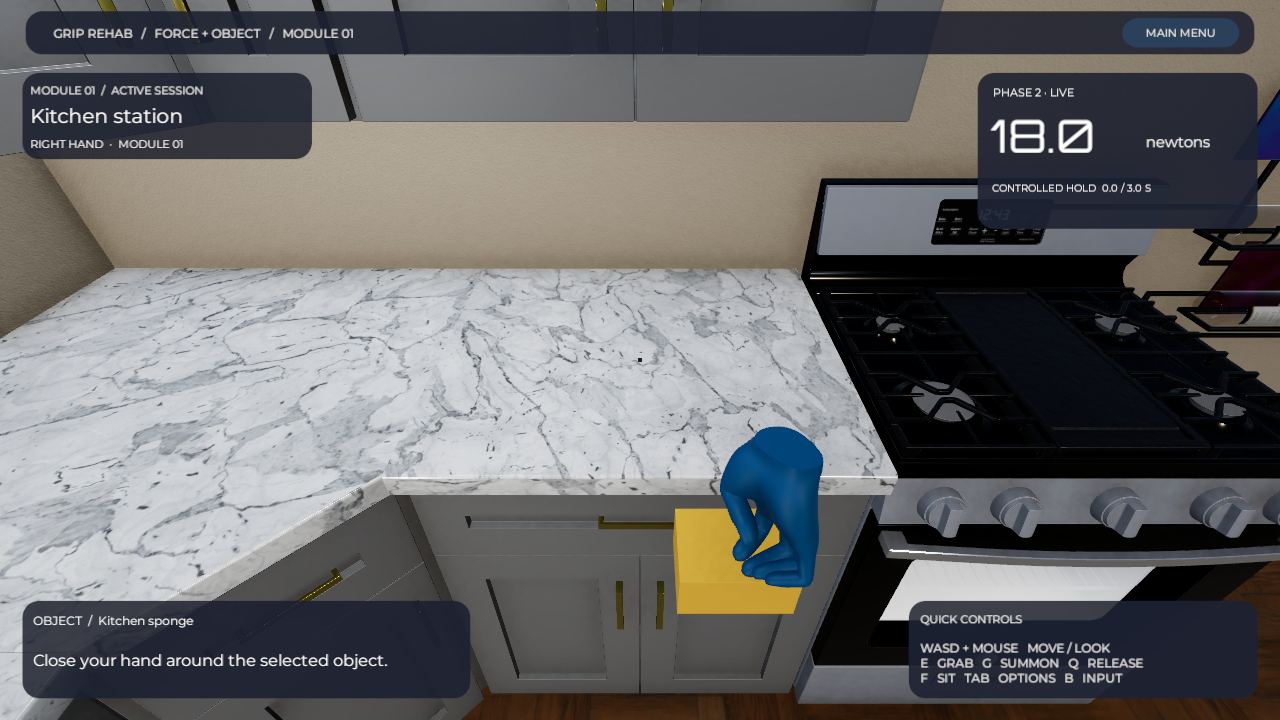 GRIP REHAB / FORCE + OBJECT / MODULE 01
MAIN MENU
MODULE 01 / ACTIVE SESSION
Kitchen station
RIGHT HAND · MODULE 01
PHASE 2 · LIVE
18.0 newtons
CONTROLLED HOLD 0.0 / 3.0 S
12:43
OBJECT / Kitchen sponge
Close your hand around the selected object.
QUICK CONTROLS
WASD + MOUSE MOVE / LOOK
E GRAB G SUMMON Q RELEASE
F SIT TAB OPTIONS B INPUT